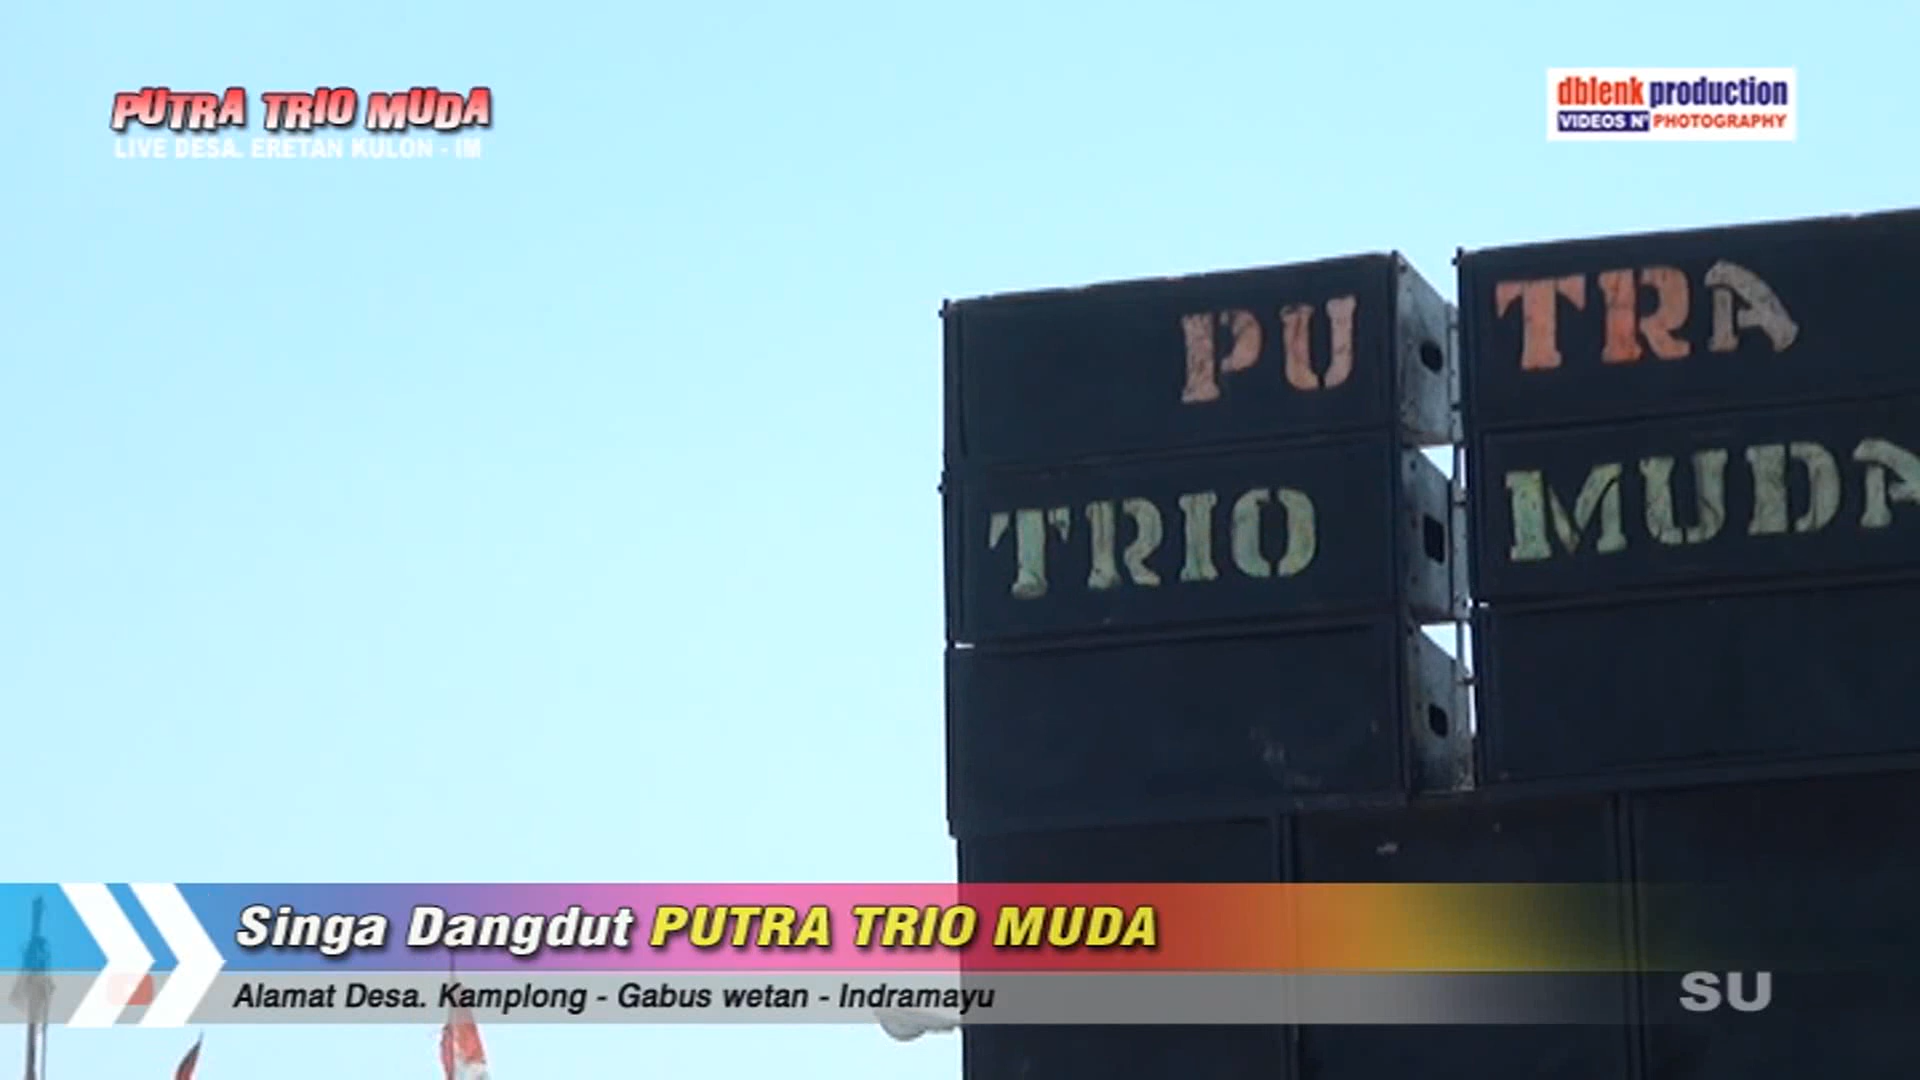 PUTRA TRIO MUDA
LIVE DESA. ERETAN KULON - IM
dblenk production
VIDEOS N' PHOTOGRAPHY
PU TRA
TRIO MUDA
Singa Dangdut PUTRA TRIO MUDA
Alamat Desa. Kamplong - Gabus wetan - Indramayu
SU